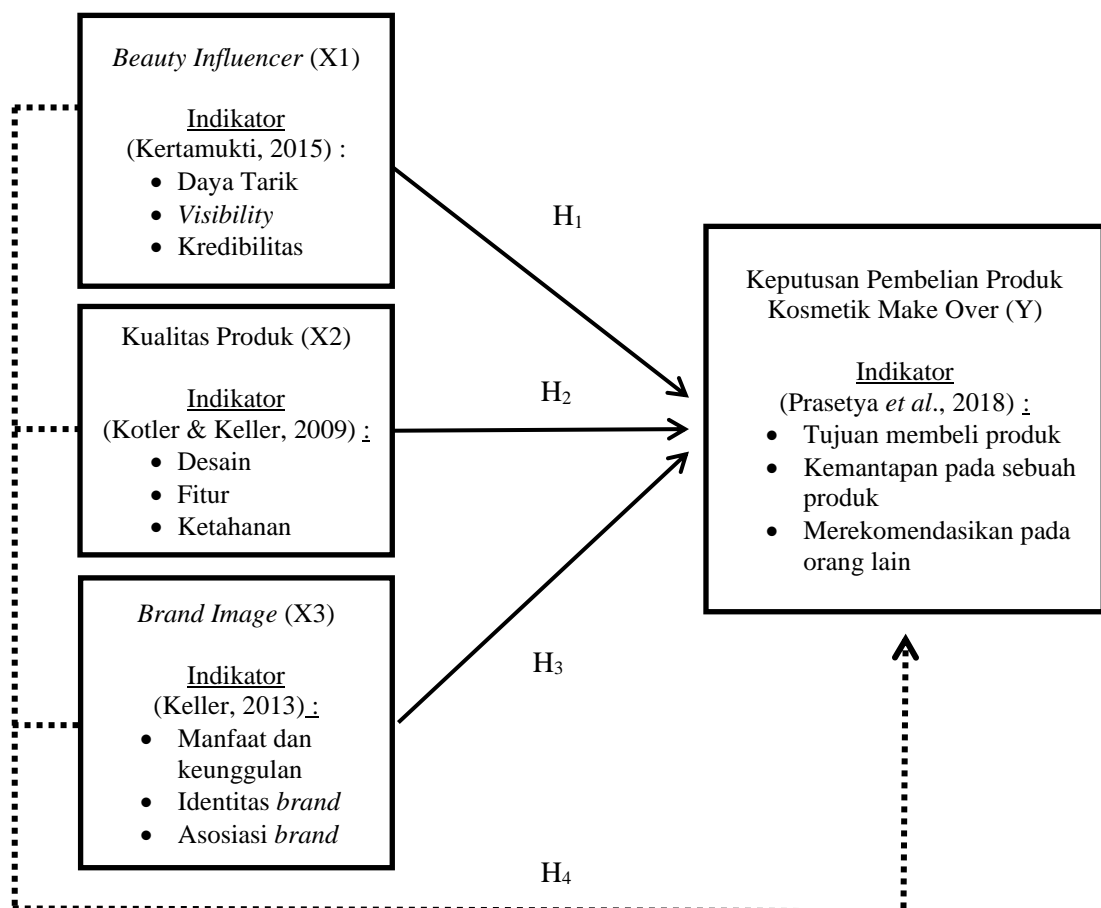 Beauty Influencer (X1)
Indikator
(Kertamukti, 2015) :
• Daya Tarik
• Visibility
• Kredibilitas
H₁
Kualitas Produk (X2)
Indikator
(Kotler & Keller, 2009) :
• Desain
• Fitur
• Ketahanan
H₂
Brand Image (X3)
Indikator
(Keller, 2013) :
• Manfaat dan
keunggulan
• Identitas brand
• Asosiasi brand
H₃
H₄
Keputusan Pembelian Produk
Kosmetik Make Over (Y)
Indikator
(Prasetya et al., 2018) :
• Tujuan membeli produk
• Kemantapan pada sebuah
produk
• Merekomendasikan pada
orang lain